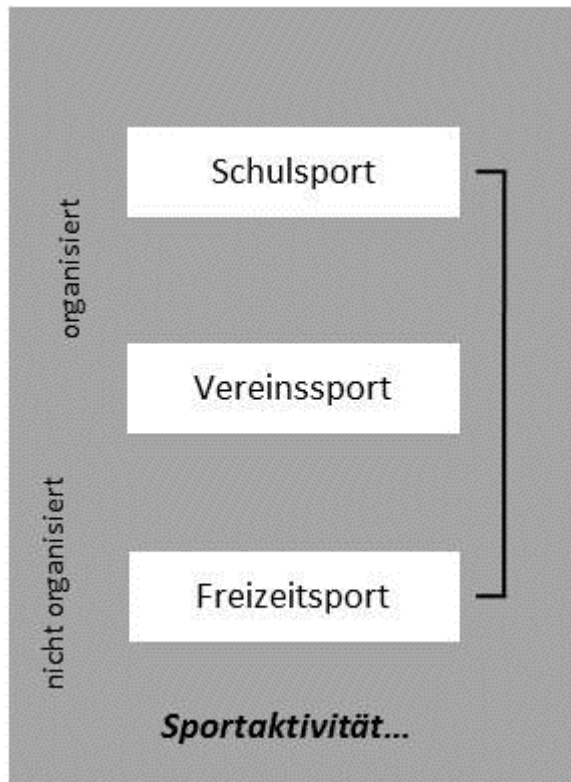 Schulsport
organisiert
Vereinssport
nicht organisiert
Freizeitsport
Sportaktivität...